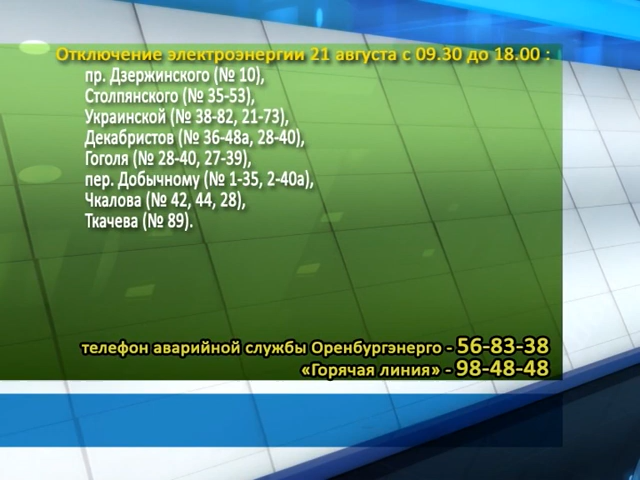 Отключение электроэнергии 21 августа с 09.30 до 18.00 :
пр. Дзержинского (№ 10),
Столпянского (№ 35-53),
Украинской (№ 38-82, 21-73),
Декабристов (№ 36-48а, 28-40),
Гоголя (№ 28-40, 27-39),
пер. Добычному (№ 1-35, 2-40а),
Чкалова (№ 42, 44, 28),
Ткачева (№ 89).
телефон аварийной службы Оренбургэнерго - 56-83-38
«Горячая линия» - 98-48-48